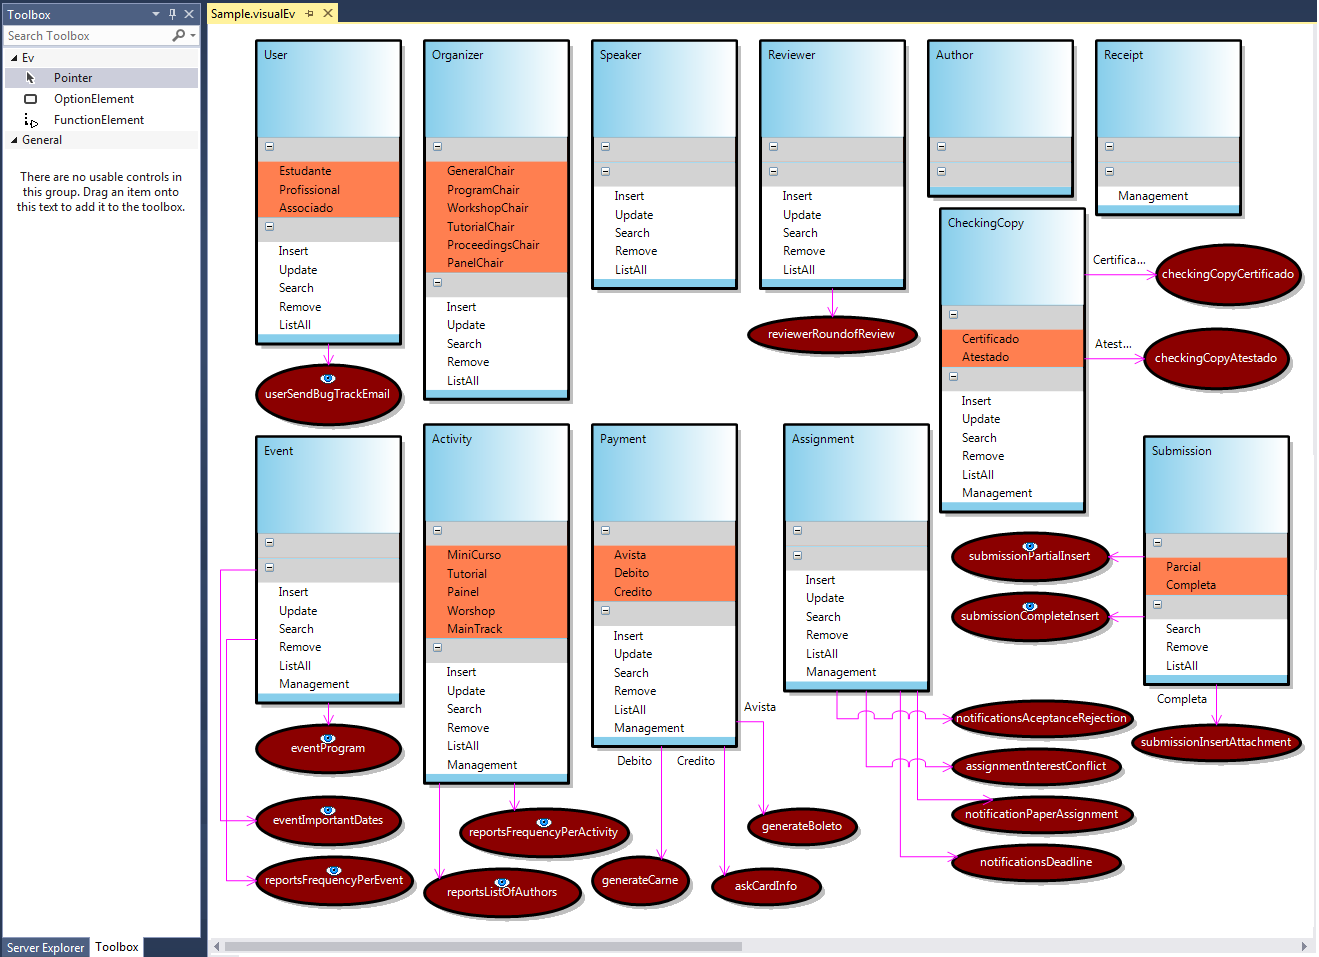 Toolbox
Search Toolbox
Ev
Pointer
OptionElement
FunctionElement
General
There are no usable controls in
this group. Drag an item onto
this text to add it to the toolbox.
Server Explorer
Toolbox
Sample.visualEv
User
Estudante
Profissional
Associado
Insert
Update
Search
Remove
ListAll
userSendBugTrackEmail
Organizer
GeneralChair
ProgramChair
WorkshopChair
TutorialChair
ProceedingsChair
PanelChair
Insert
Update
Search
Remove
ListAll
Speaker
Insert
Update
Search
Remove
ListAll
Reviewer
Insert
Update
Search
Remove
ListAll
reviewerRoundofReview
Author
Receipt
Management
CheckingCopy
Certificado
Atestado
Insert
Update
Search
Remove
ListAll
Management
Certifica...
checkingCopyCertificado
Atest...
checkingCopyAtestado
Event
Insert
Update
Search
Remove
ListAll
Management
eventProgram
eventImportantDates
reportsFrequencyPerEvent
Activity
MiniCurso
Tutorial
Painel
Worshop
MainTrack
Insert
Update
Search
Remove
ListAll
Management
reportsFrequencyPerActivity
reportsListOfAuthors
Payment
Avista
Debito
Credito
Insert
Update
Search
Remove
ListAll
Management
Avista
Debito
Credito
generateBoleto
generateCarne
askCardInfo
Assignment
Insert
Update
Search
Remove
ListAll
Management
notificationsAceptanceRejection
assignmentInterestConflict
notificationPaperAssignment
notificationsDeadline
Submission
Parcial
Completa
Search
Remove
ListAll
submissionPartialInsert
submissionCompleteInsert
Completa
submissionInsertAttachment